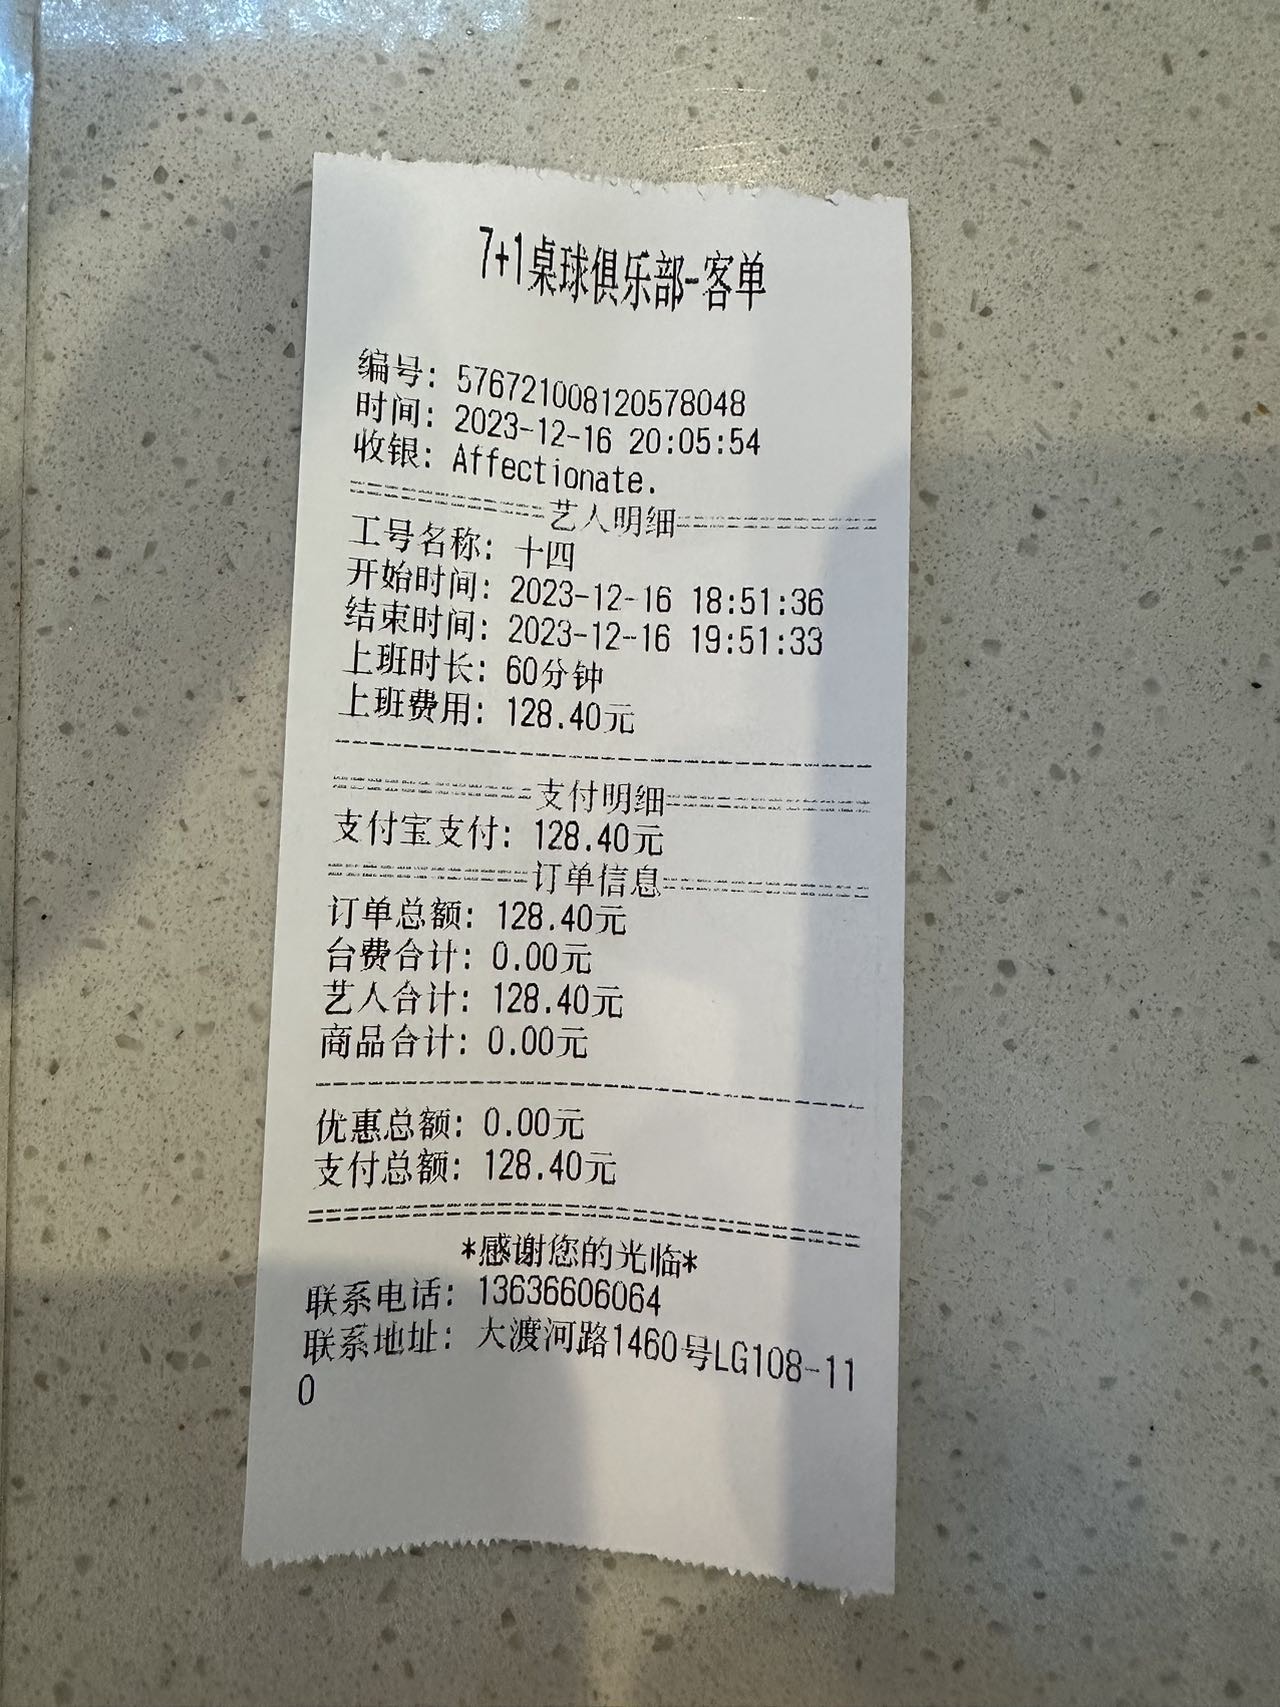 7+1桌球俱乐部-客单
编号: 576721008120578048
时间: 2023-12-16 20:05:54
收银: Affectionate.
艺人明细
工号名称: 十四
开始时间: 2023-12-16 18:51:36
结束时间: 2023-12-16 19:51:33
上班时长: 60分钟
上班费用: 128.40元
支付明细
支付宝支付: 128.40元
订单信息
订单总额: 128.40元
台费合计: 0.00元
艺人合计: 128.40元
商品合计: 0.00元
优惠总额: 0.00元
支付总额: 128.40元
*感谢您的光临*
联系电话: 13636606064
联系地址: 大渡河路1460号LG108-11
0